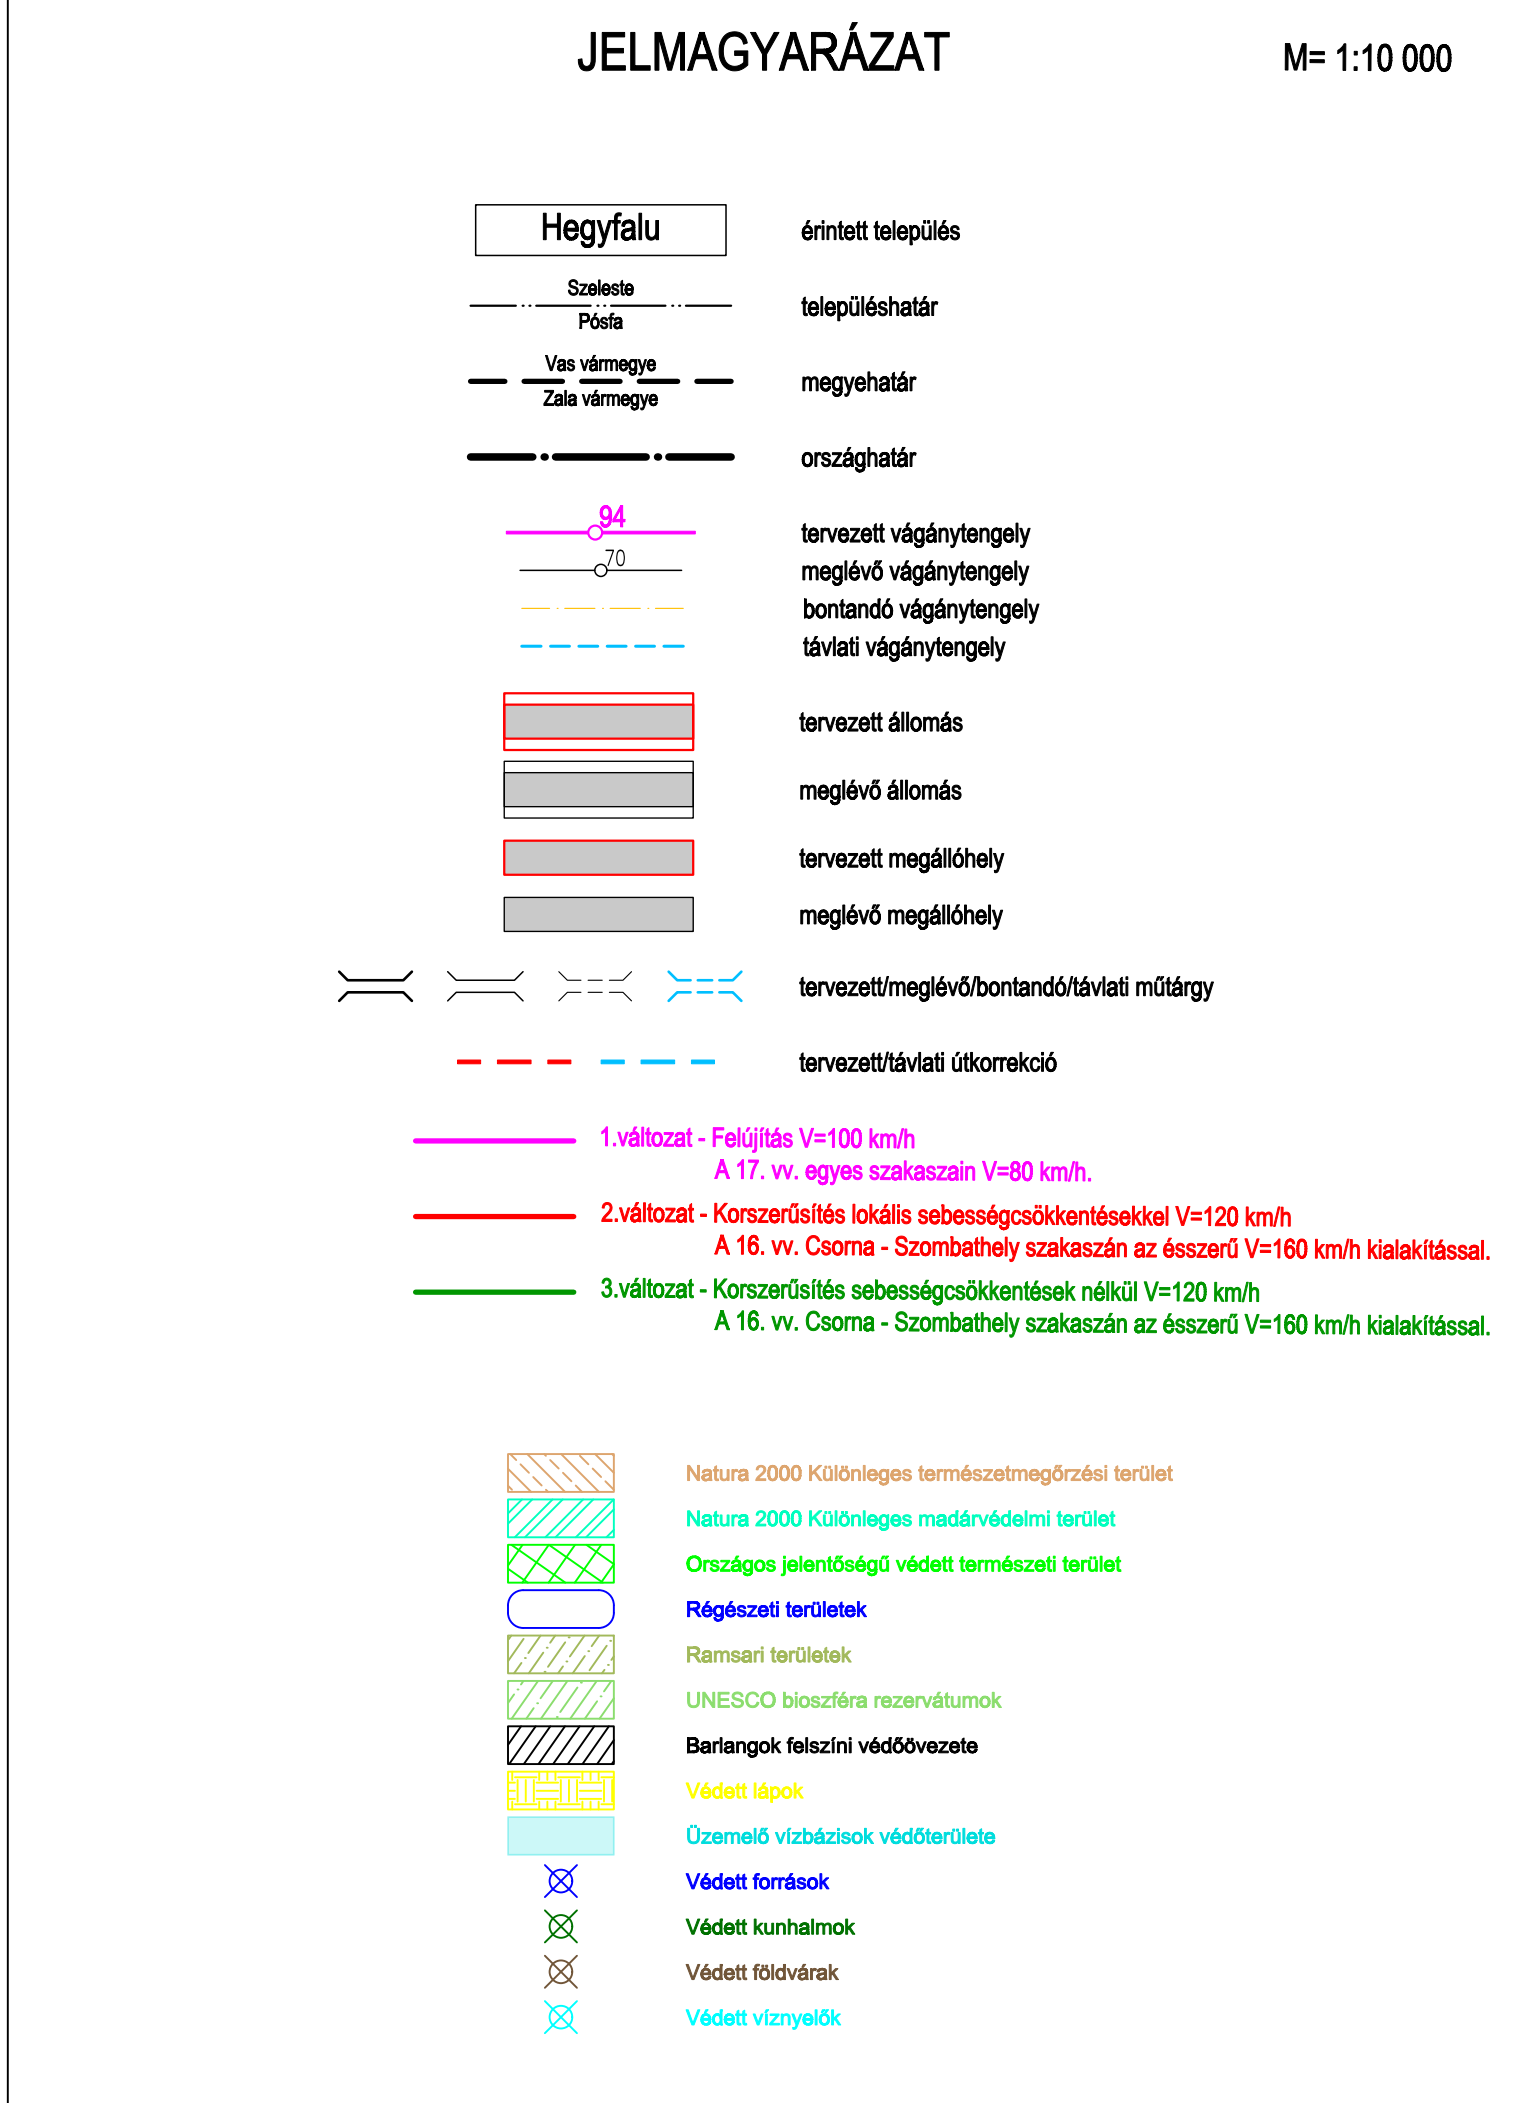 JELMAGYARÁZAT
M= 1:10 000
Hegyfalu
érintett település
Szeleste
Pósfa
településhatár
Vas vármegye
Zala vármegye
megyehatár
országhatár
94
tervezett vágánytengely
70
meglévő vágánytengely
bontandó vágánytengely
távlati vágánytengely
tervezett állomás
meglévő állomás
tervezett megállóhely
meglévő megállóhely
tervezett/meglévő/bontandó/távlati műtárgy
tervezett/távlati útkorrekció
1.változat - Felújítás V=100 km/h
A 17. vv. egyes szakaszain V=80 km/h.
2.változat - Korszerűsítés lokális sebességcsökkentésekkel V=120 km/h
A 16. vv. Csorna - Szombathely szakaszán az ésszerű V=160 km/h kialakítással.
3.változat - Korszerűsítés sebességcsökkentések nélkül V=120 km/h
A 16. vv. Csorna - Szombathely szakaszán az ésszerű V=160 km/h kialakítással.
Natura 2000 Különleges természetmegőrzési terület
Natura 2000 Különleges madárvédelmi terület
Országos jelentőségű védett természeti terület
Régészeti területek
Ramsari területek
UNESCO bioszféra rezervátumok
Barlangok felszíni védőövezete
Védett lápok
Üzemelő vízbázisok védőterülete
Védett források
Védett kunhalmok
Védett földvárak
Védett víznyelők